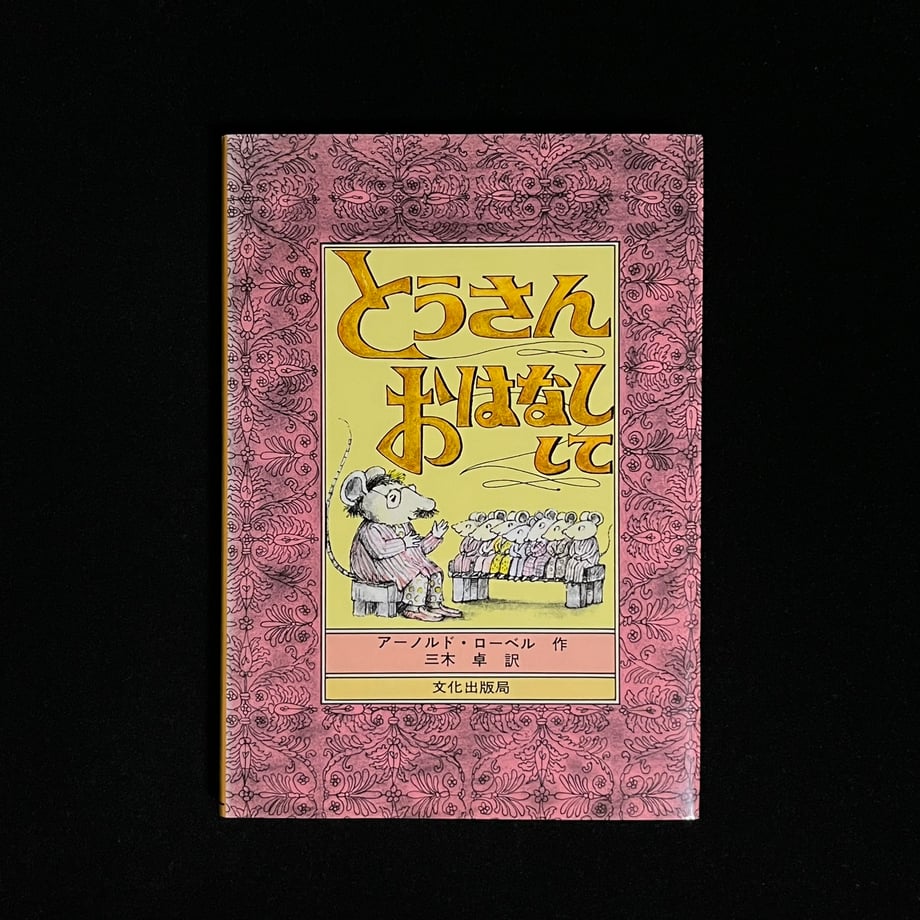 とうさん
おはなし
して
アーノルド・ローベル 作
三木 卓 訳
文化出版局